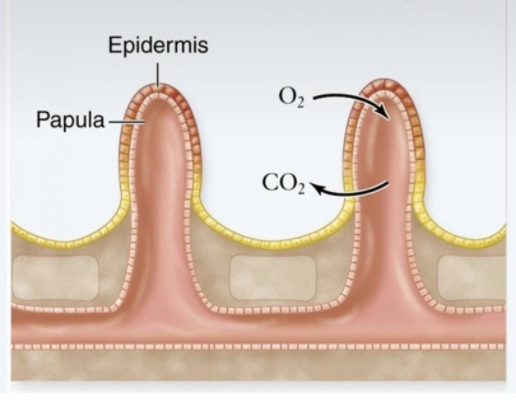 Epidermis
Papula
O₂
CO₂